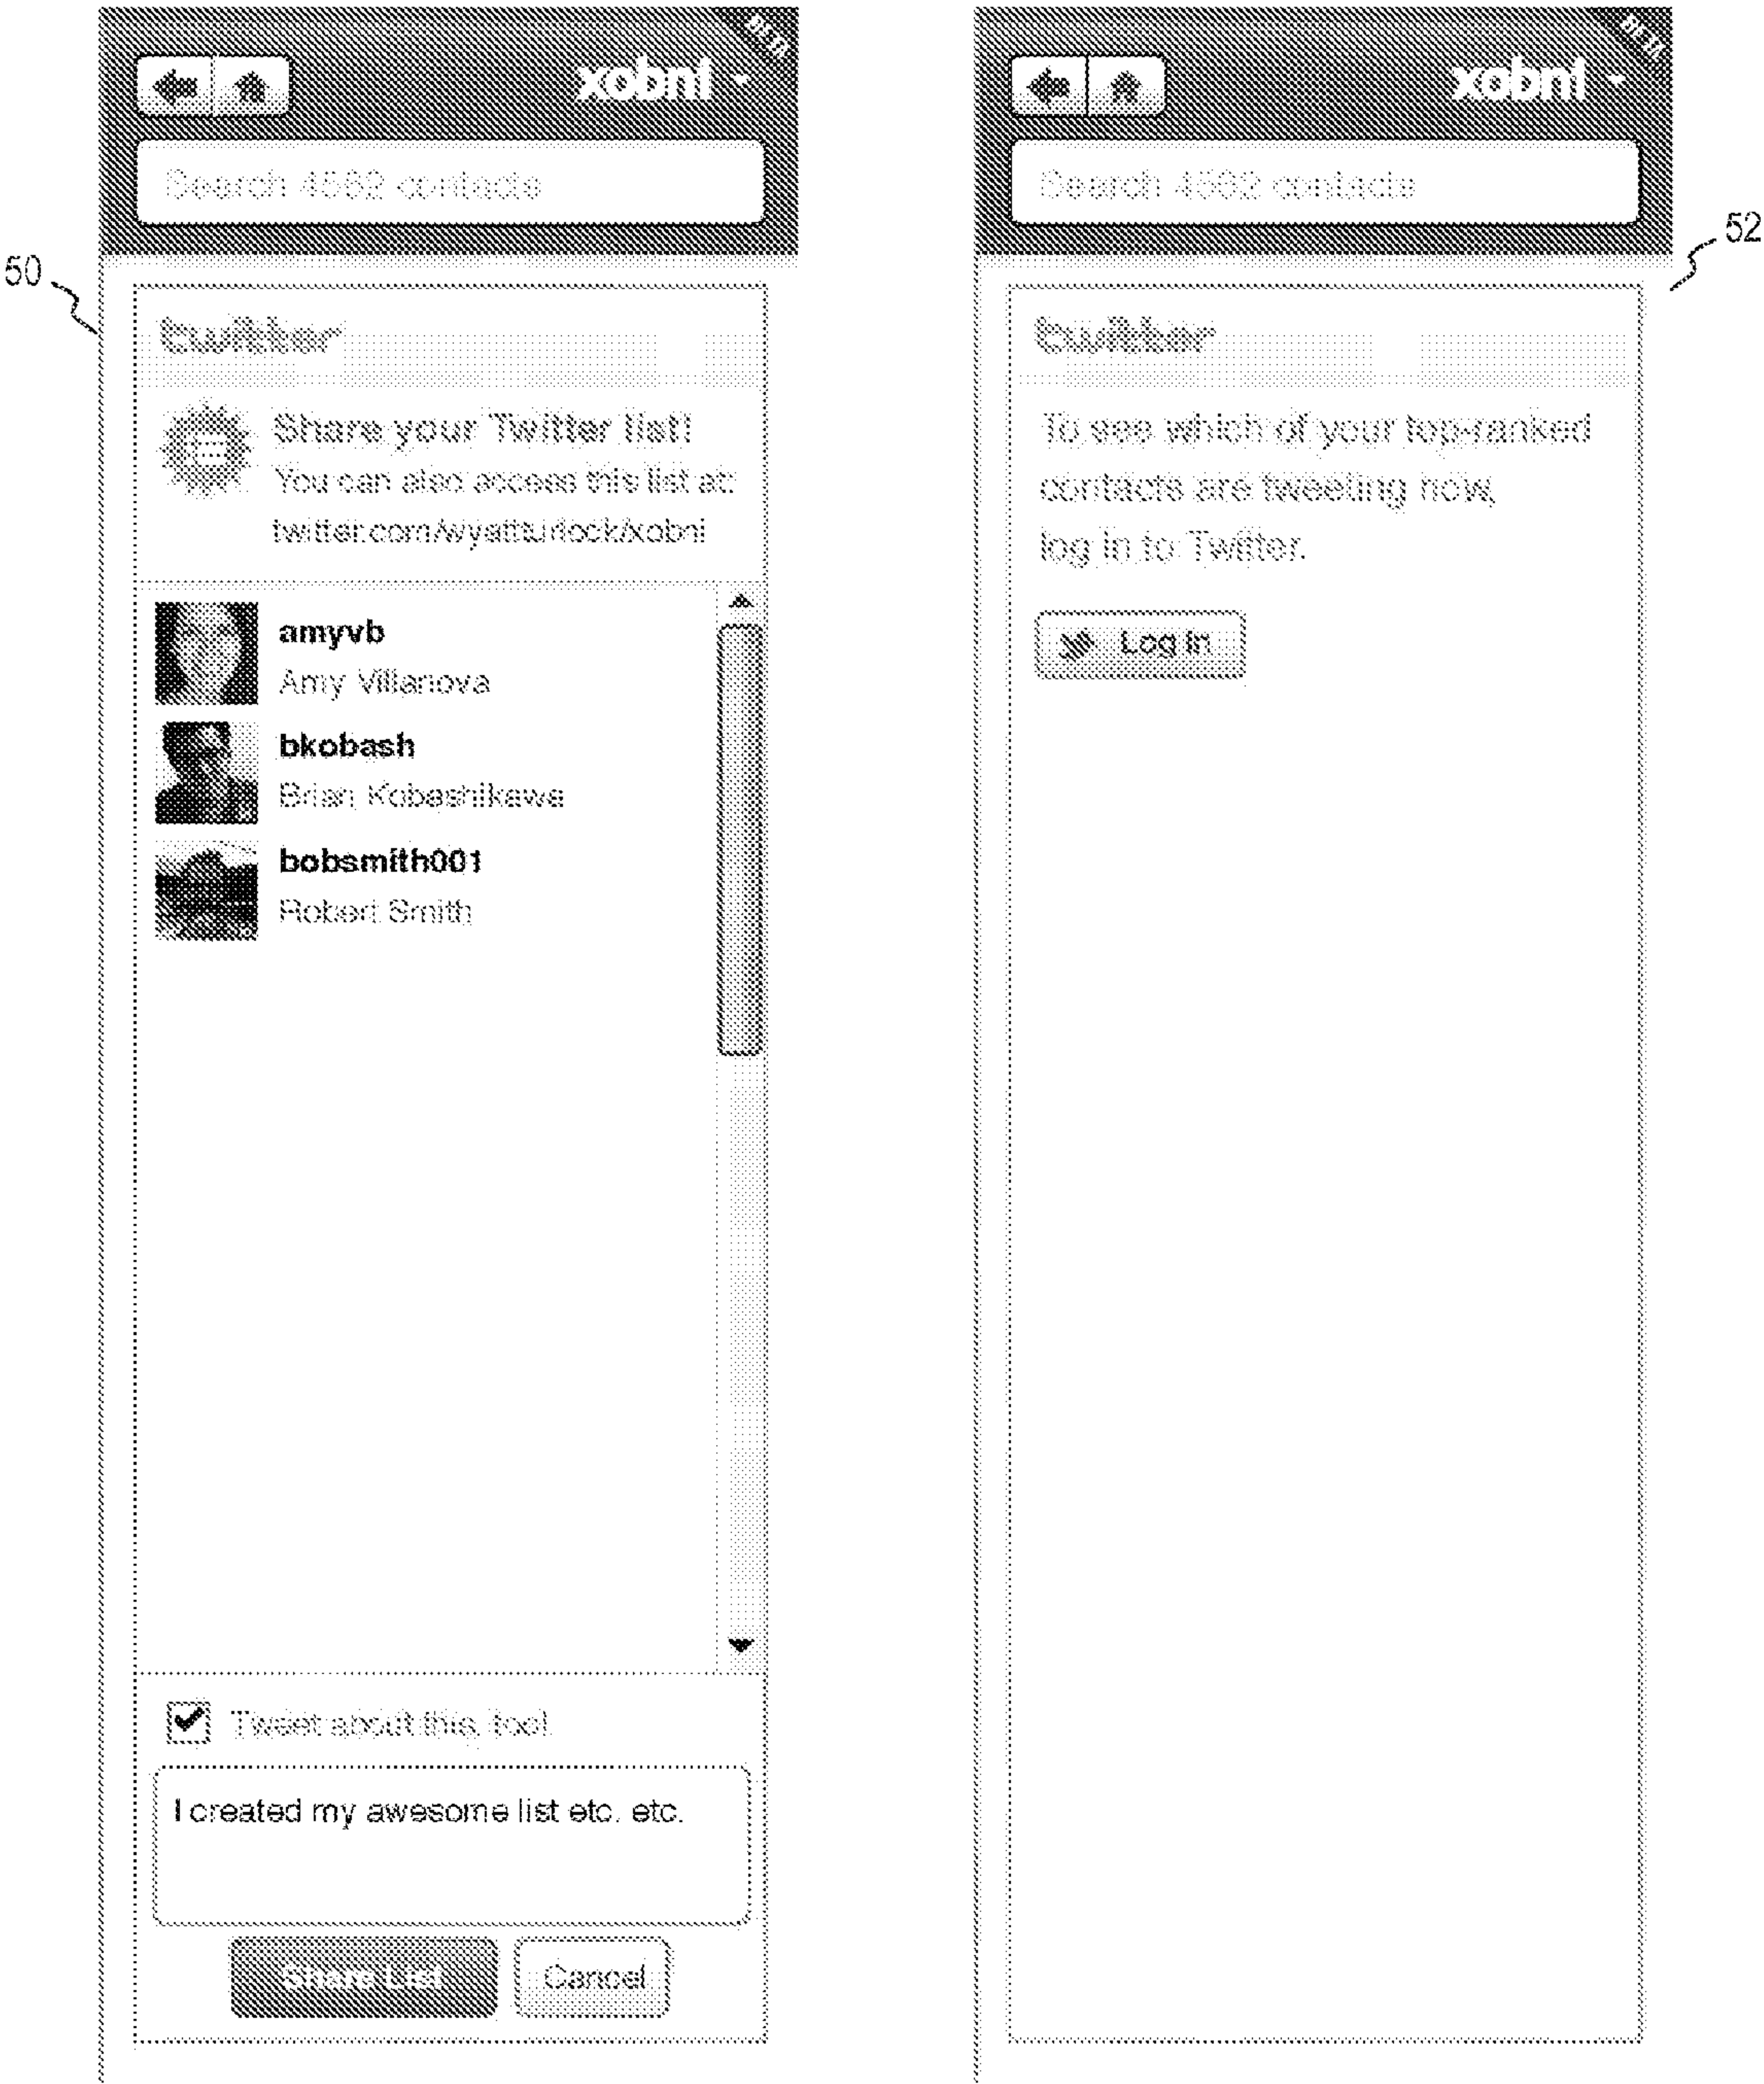 50
xobni
Search 4562 contacts
twitter
Share your Twitter list!
You can also access this list at:
twitter.com/wyatturlock/xobni
amyvb
Amy Villanova
bkobash
Brian Kobashikawa
bobsmith001
Robert Smith
Tweet about this tool
I created my awesome list etc. etc.
Share List
Cancel
52
xobni
Search 4562 contacts
twitter
To see which of your top-ranked
contacts are tweeting now,
log in to Twitter.
Log in